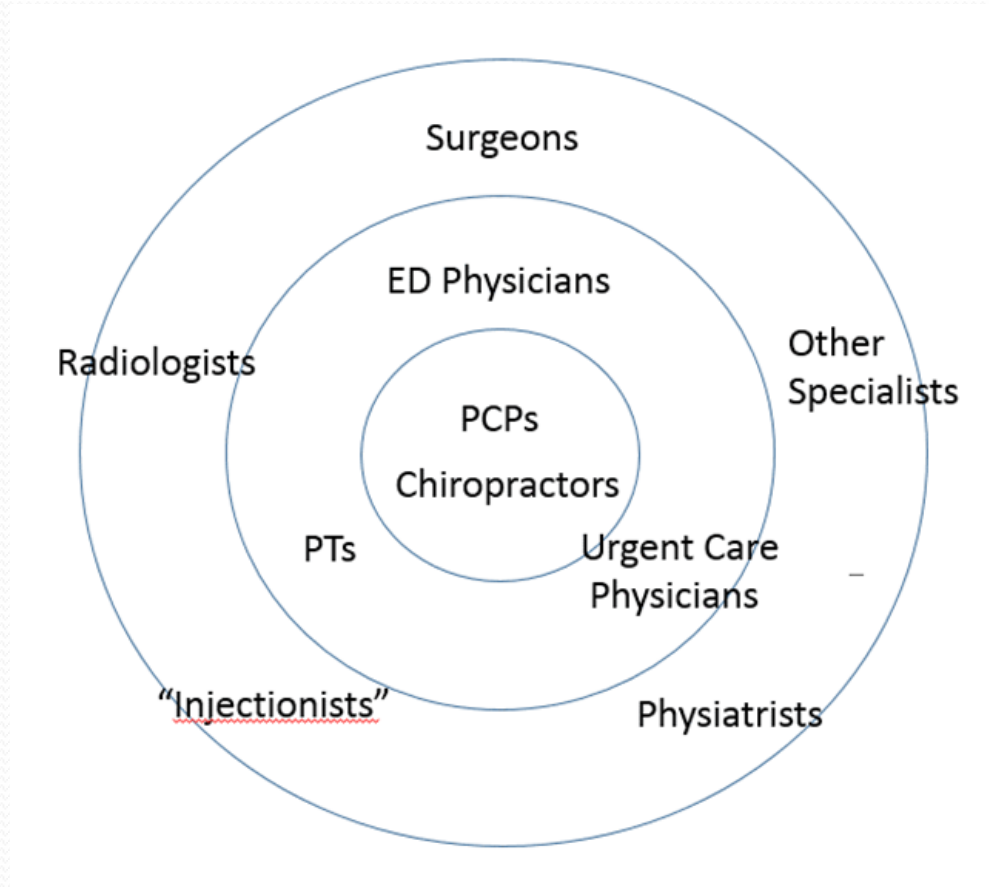 Surgeons
ED Physicians
Radiologists
Other
Specialists
PCPs
Chiropractors
PTs
Urgent Care
Physicians
“Injectionists”
Physiatrists